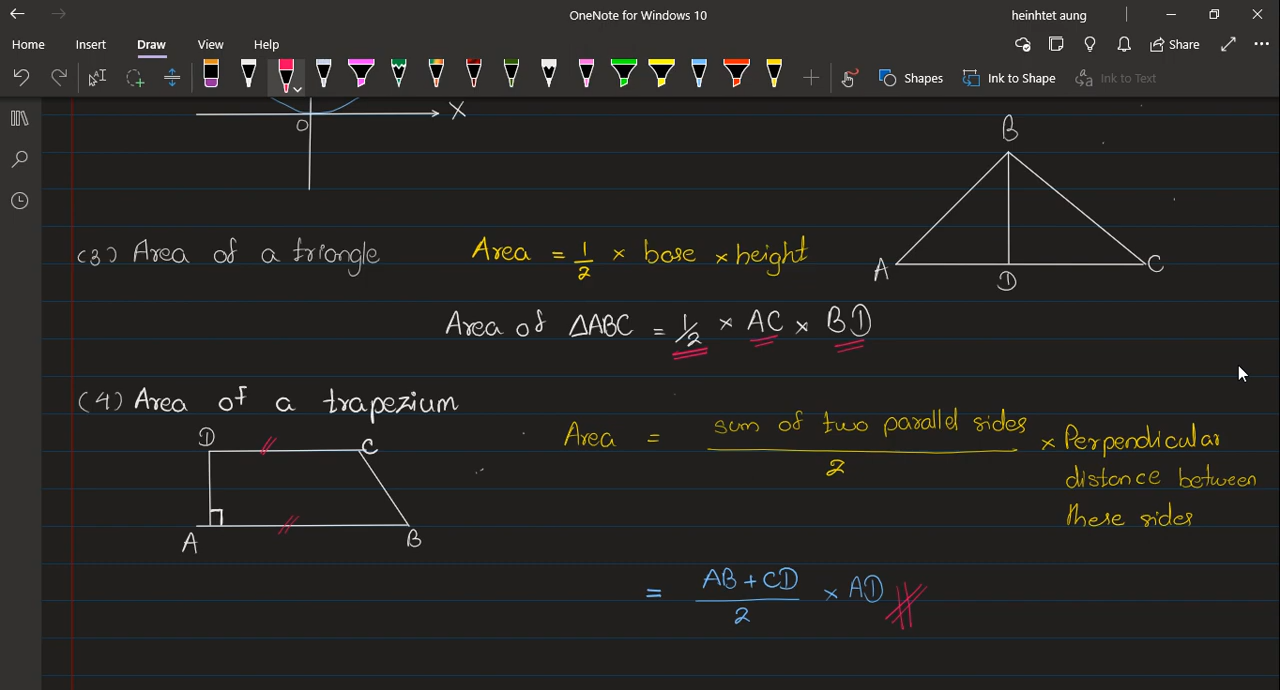 OneNote for Windows 10
heinhtet aung
Home Insert Draw View Help
Share
Shapes
Ink to Shape
Ink to Text
X
O
B
A
D
C
(3) Area of a triangle
Area = 1/2 × base × height
Area of ΔABC = 1/2 × AC × BD
(4) Area of a trapezium
D
C
A
B
Area = sum of two parallel sides / 2 × Perpendicular
distance between
these sides
= AB + CD / 2 × AD